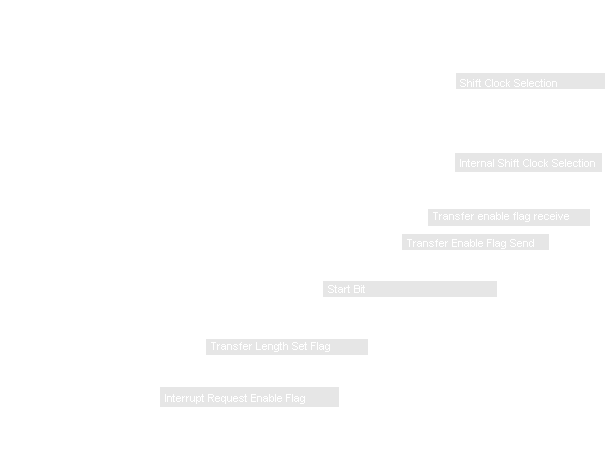 Shift Clock Selection
Internal Shift Clock Selection
Transfer enable flag receive
Transfer Enable Flag Send
Start Bit
Transfer Length Set Flag
Interrupt Request Enable Flag